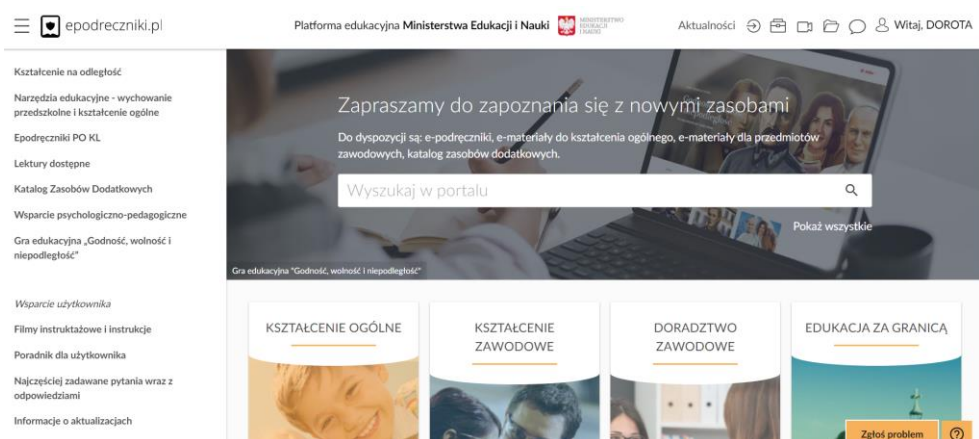 epodreczniki.pl
Platforma edukacyjna Ministerstwa Edukacji i Nauki
MINISTERSTWO
EDUKACJI
I NAUKI
Aktualności
Witaj, DOROTA
Kształcenie na odległość
Narzędzia edukacyjne - wychowanie
przedszkolne i kształcenie ogólne
Epodręczniki PO KL
Lektury dostępne
Katalog Zasobów Dodatkowych
Wsparcie psychologiczno-pedagogiczne
Gra edukacyjna „Godność, wolność i
niepodległość"
Wsparcie użytkownika
Filmy instruktażowe i instrukcje
Poradnik dla użytkownika
Najczęściej zadawane pytania wraz z
odpowiedziami
Informacje o aktualizacjach
Zapraszamy do zapoznania się z nowymi zasobami
Do dyspozycji są: e-podręczniki, e-materiały do kształcenia ogólnego, e-materiały dla przedmiotów
zawodowych, katalog zasobów dodatkowych.
Wyszukaj w portalu
Pokaż wszystkie
Gra edukacyjna "Godność, wolność i niepodległość"
KSZTAŁCENIE OGÓLNE
KSZTAŁCENIE
ZAWODOWE
DORADZTWO
ZAWODOWE
EDUKACJA ZA GRANICĄ
Zgłoś problem